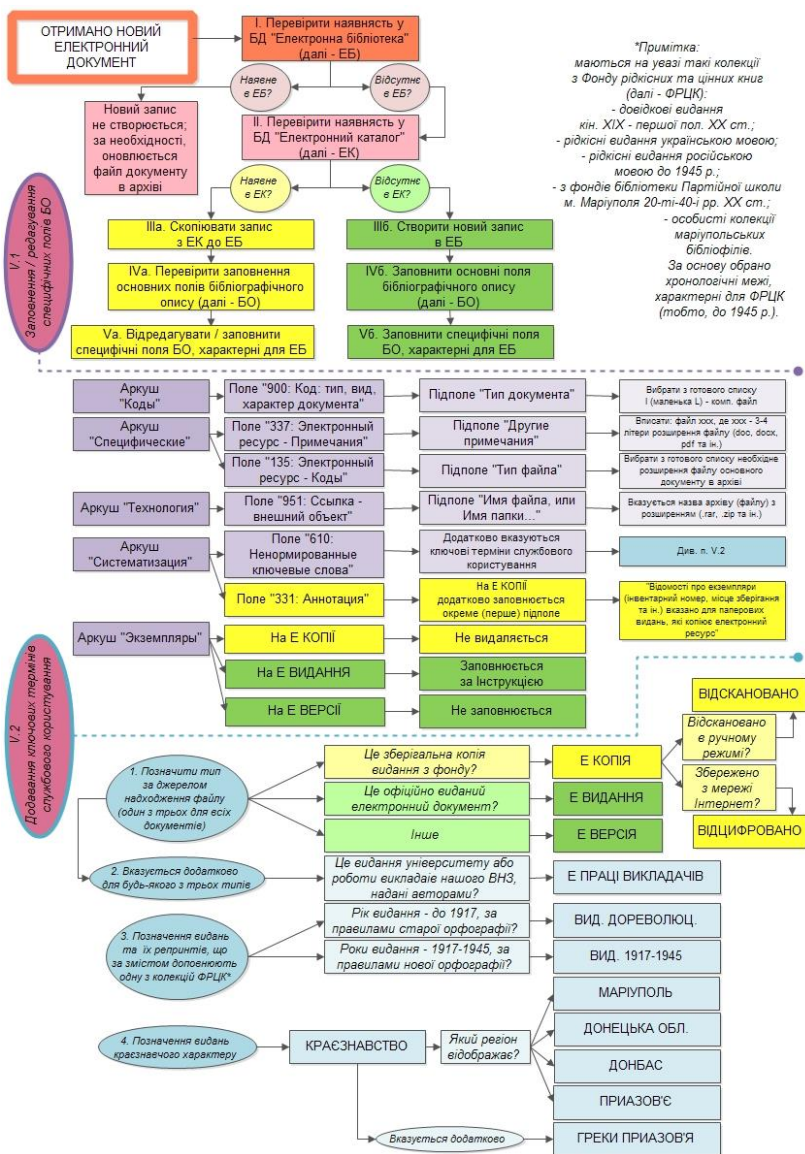 ОТРИМАНО НОВИЙ
ЕЛЕКТРОННИЙ
ДОКУМЕНТ
I. Перевірити наявнясть у
БД "Електронна бібліотека"
(далі - ЕБ)
Наявне
в ЕБ?
Відсутнє
в ЕБ?
Новий запис
не створюється;
за необхідності,
оновлюється
файл документу
в архіві
II. Перевірити наявнясть у
БД "Електронний каталог"
(далі - ЕК)
Наявне
в ЕК?
Відсутнє
в ЕК?
IIIа. Скопіювати запис
з ЕК до ЕБ
IIIб. Створити новий запис
в ЕБ
IVа. Перевірити заповнення
основних полів бібліографічного
опису (далі - БО)
IVб. Заповнити основні поля
бібліографічного опису
(далі - БО)
Vа. Відредагувати / заповнити
специфічні поля БО, характерні для ЕБ
Vб. Заповнити специфічні поля
БО, характерні для ЕБ
*Примітка:
маються на увазі такі колекції
з Фонду рідкісних та цінних книг
(далі - ФРЦК):
- довідкові видання
кін. XIX - першої пол. XX ст.;
- рідкісні видання українською мовою;
- рідкісні видання російською
мовою до 1945 р.;
- з фондів бібліотеки Партійної школи
м. Маріуполя 20-ті-40-і рр. XX ст.;
- особисті колекції
маріупольських
бібліофілів.
За основу обрано
хронологічні межі,
характерні для ФРЦК
(тобто, до 1945 р.).
V.1
Заповнення / редагування
специфічних полів БО
Аркуш
"Коды"
Поле "900: Код: тип, вид,
характер документа"
Підполе "Тип документа"
Вибрати з готового списку
l (маленька L) - комп. файл
Аркуш
"Специфические"
Поле "337: Электронный
ресурс - Примечания"
Підполе "Другие
примечания"
Вписати: файл ххх, де ххх - 3-4
літери розширення файлу (doc, docx,
pdf та ін.)
Поле "135: Электронный
ресурс - Коды"
Підполе "Тип файла"
Вибрати з готового списку необхідне
розширення файлу основного
документу в архіві
Аркуш "Технология"
Поле "951: Ссылка -
внешний объект"
Підполе "Имя файла, или
Имя папки..."
Вказується назва архіву (файлу) з
розширенням (.rar, .zip та ін.)
Аркуш
"Систематизация"
Поле "610:
Ненормированные
ключевые слова"
Додатково вказуються
ключові терміни службового
користування
Див. п. V.2
Поле "331: Аннотация"
На Е КОПІЇ
додатково заповнюється
окреме (перше) підполе
"Відомості про екземпляри
(інвентарний номер, місце зберігання
та ін.) вказано для паперових
видань, які копіює електронний
ресурс"
Аркуш "Экземпляры"
На Е КОПІЇ
Не видаляється
На Е ВИДАННЯ
Заповнюється
за Інструкцією
На Е ВЕРСІЇ
Не заповнюється
V.2
Додавання ключових термінів
службового користування
1. Позначити тип
за джерелом
надходження файлу
(один з трьох для всіх
документів)
Це зберігальна копія
видання з фонду?
Е КОПІЯ
Відскановано
в ручному
режимі?
ВІДСКАНОВАНО
Збережено
з мережі
Інтернет?
ВІДЦИФРОВАНО
Це офіційно виданий
електронний документ?
Е ВИДАННЯ
Інше
Е ВЕРСІЯ
2. Вказується додатково
для будь-якого з трьох типів
Це видання університету або
роботи викладаів нашого ВНЗ,
надані авторами?
Е ПРАЦІ ВИКЛАДАЧІВ
3. Позначення видань
та їх репринтів, що
за змістом доповнюють
одну з колекцій ФРЦК*
Рік видання - до 1917, за
правилами старої орфографії?
ВИД. ДОРЕВОЛЮЦ.
Роки видання - 1917-1945, за
правилами нової орфографії?
ВИД. 1917-1945
4. Позначення видань
краєзнавчого характеру
КРАЄЗНАВСТВО
Який регіон
відображає?
МАРІУПОЛЬ
ДОНЕЦЬКА ОБЛ.
ДОНБАС
ПРИАЗОВ'Є
Вказується додатково
ГРЕКИ ПРИАЗОВ'Я